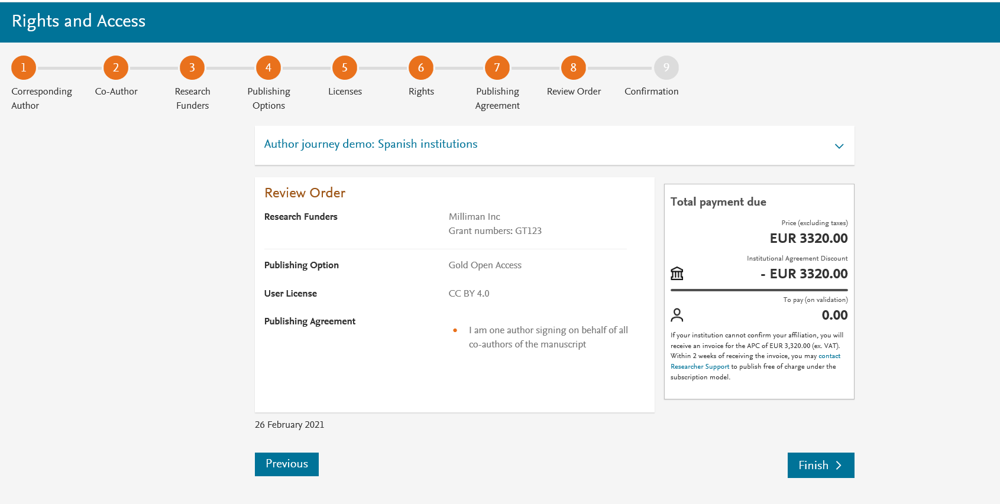 Rights and Access
1
2
3
4
5
6
7
8
9
Corresponding
Author
Co-Author
Research
Funders
Publishing
Options
Licenses
Rights
Publishing
Agreement
Review Order
Confirmation
Author journey demo: Spanish institutions
Review Order
Research Funders
Milliman Inc
Grant numbers: GT123
Publishing Option
Gold Open Access
User License
CC BY 4.0
Publishing Agreement
I am one author signing on behalf of all
co-authors of the manuscript
Total payment due
Price (excluding taxes)
EUR 3320.00
Institutional Agreement Discount
- EUR 3320.00
To pay (on validation)
0.00
If your institution cannot confirm your affiliation, you will
receive an invoice for the APC of EUR 3,320.00 (ex. VAT).
Within 2 weeks of receiving the invoice, you may contact
Researcher Support to publish free of charge under the
subscription model.
26 February 2021
Previous
Finish